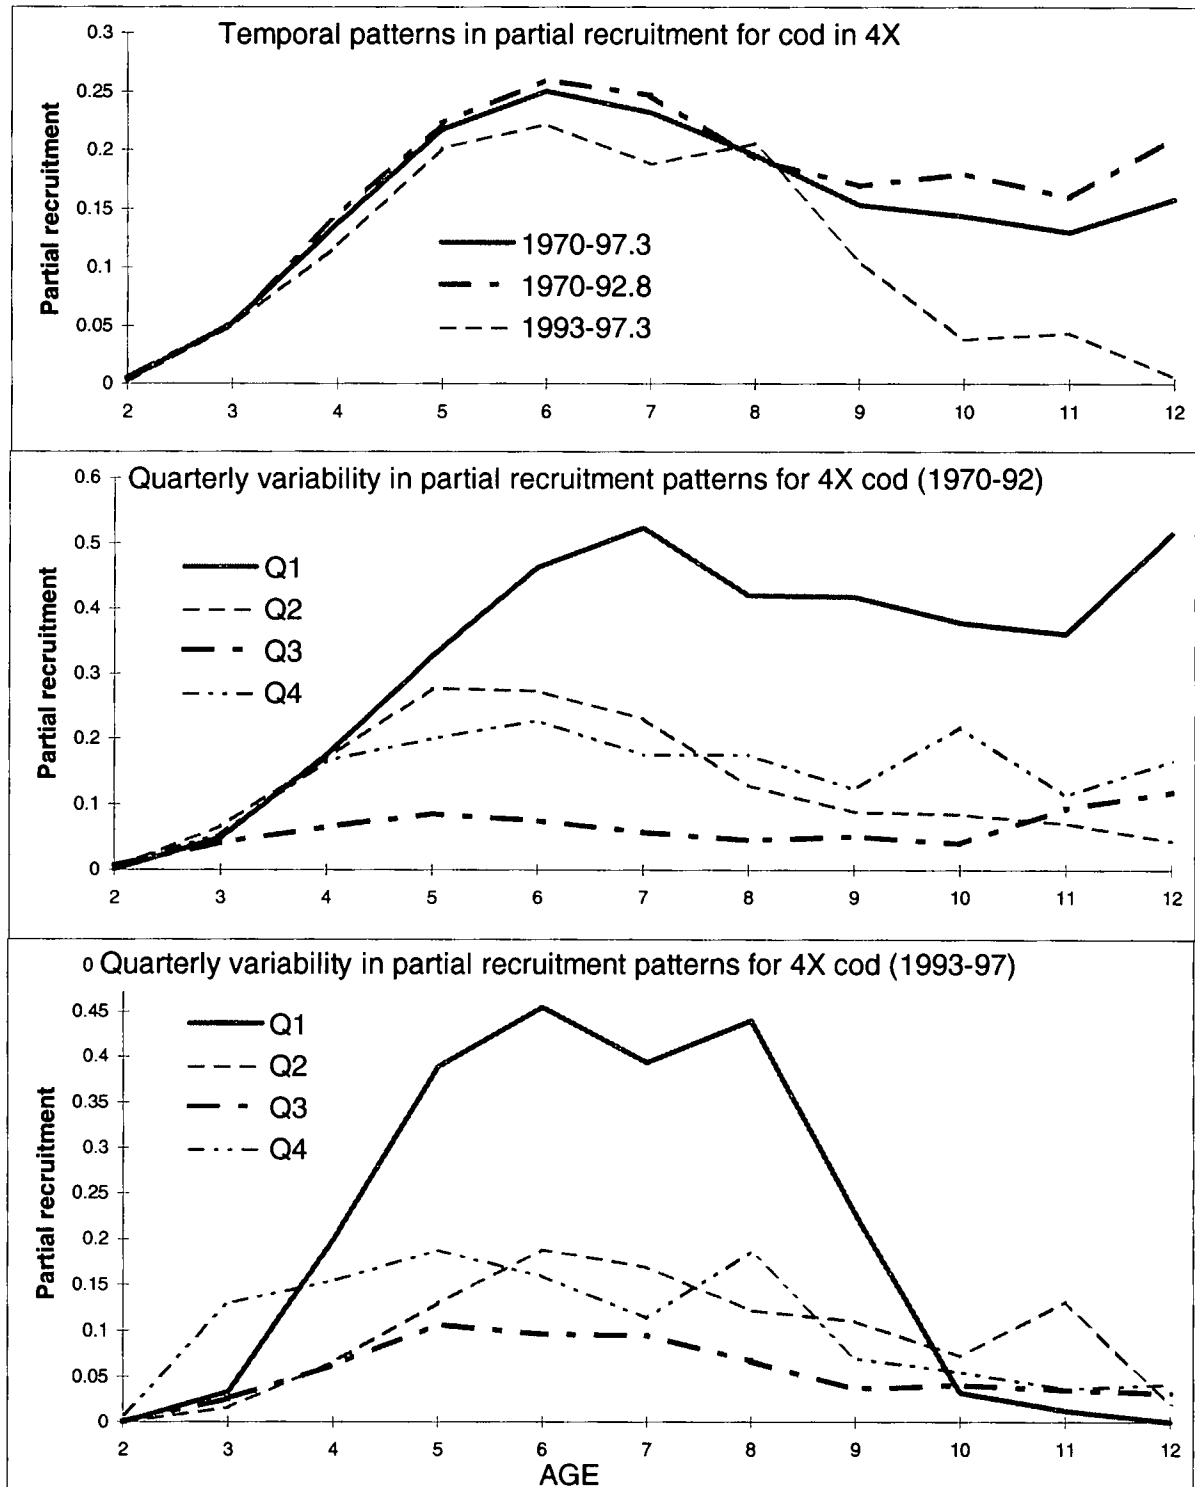 Temporal patterns in partial recruitment for cod in 4X
Partial recruitment
0.3
0.25
0.2
0.15
0.1
0.05
0
1970-97.3
1970-92.8
1993-97.3
2 3 4 5 6 7 8 9 10 11 12
Quarterly variability in partial recruitment patterns for 4X cod (1970-92)
Partial recruitment
0.6
0.5
0.4
0.3
0.2
0.1
0
Q1
Q2
Q3
Q4
2 3 4 5 6 7 8 9 10 11 12
0 Quarterly variability in partial recruitment patterns for 4X cod (1993-97)
Partial recruitment
0.45
0.4
0.35
0.3
0.25
0.2
0.15
0.1
0.05
0
Q1
Q2
Q3
Q4
2 3 4 5 6 7 8 9 10 11 12
AGE